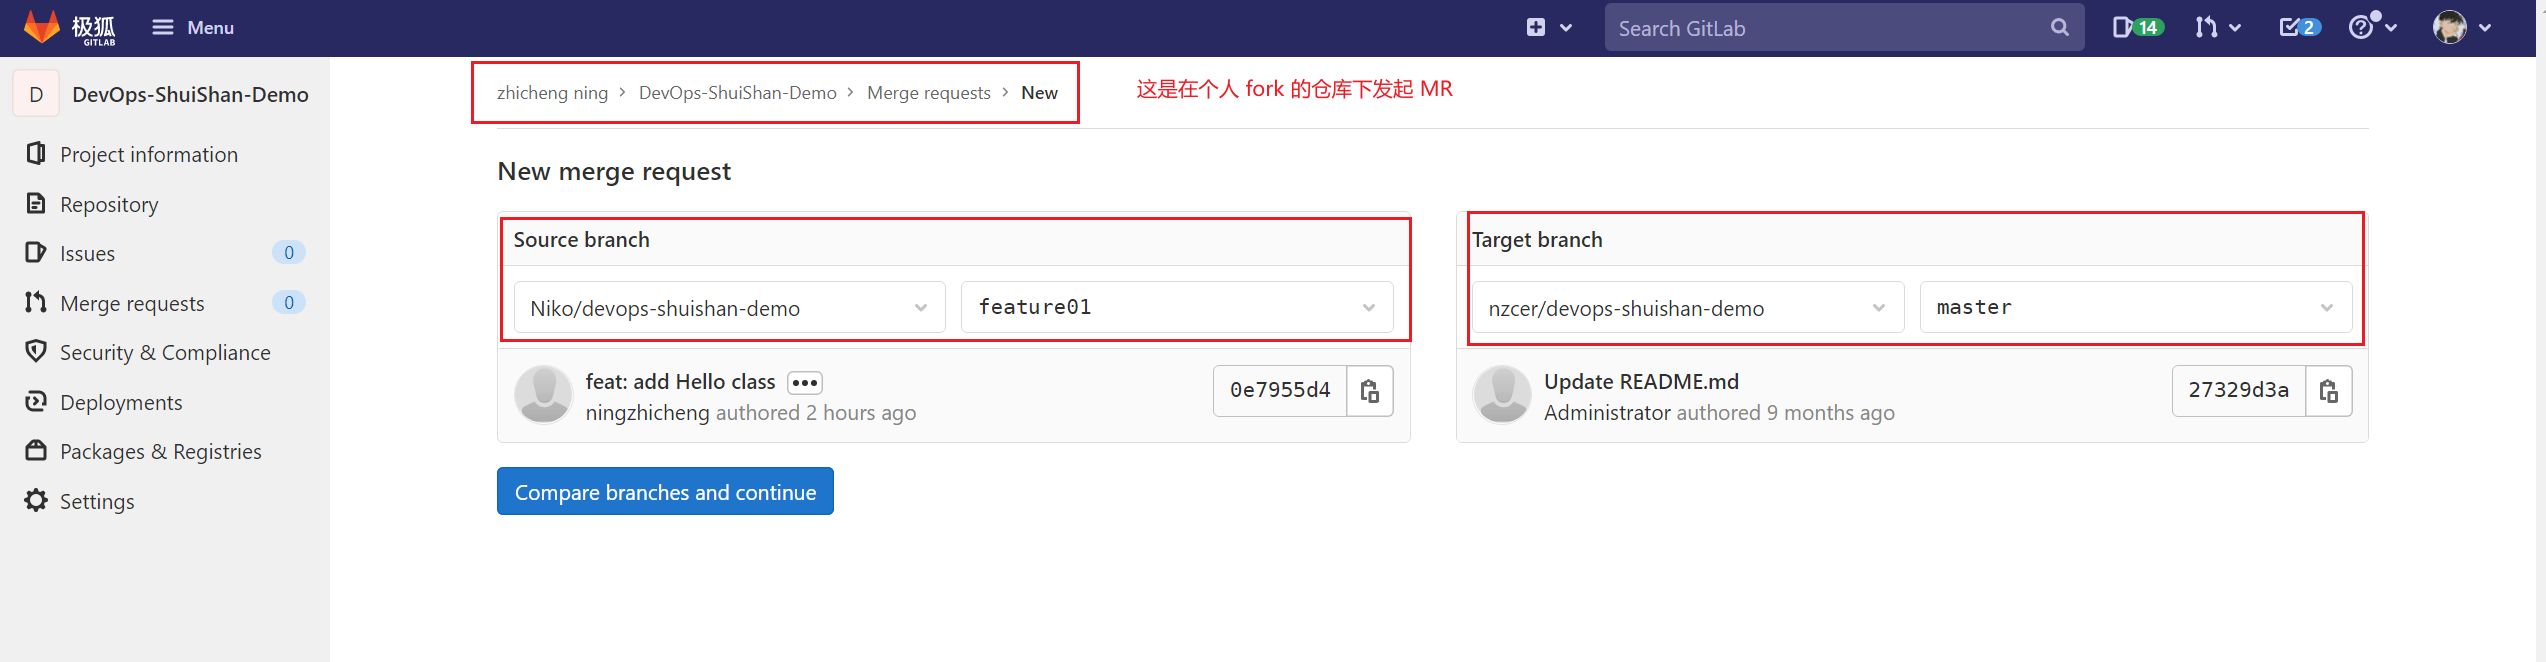 极狐
GITLAB
Menu
Search GitLab
14
2
D
DevOps-ShuiShan-Demo
Project information
Repository
Issues
0
Merge requests
0
Security & Compliance
Deployments
Packages & Registries
Settings
zhicheng ning > DevOps-ShuiShan-Demo > Merge requests > New
这是在个人 fork 的仓库下发起 MR
New merge request
Source branch
Niko/devops-shuishan-demo
feature01
feat: add Hello class
ningzhicheng authored 2 hours ago
0e7955d4
Target branch
nzcer/devops-shuishan-demo
master
Update README.md
Administrator authored 9 months ago
27329d3a
Compare branches and continue